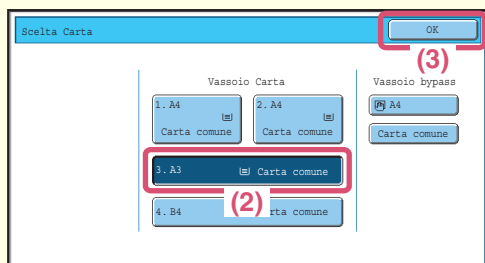 Scelta Carta
OK
(3)
Vassoio Carta
Vassoio bypass
1. A4
2. A4
A4
Carta comune
Carta comune
Carta comune
3. A3 Carta comune
(2)
4. B4 rta comune